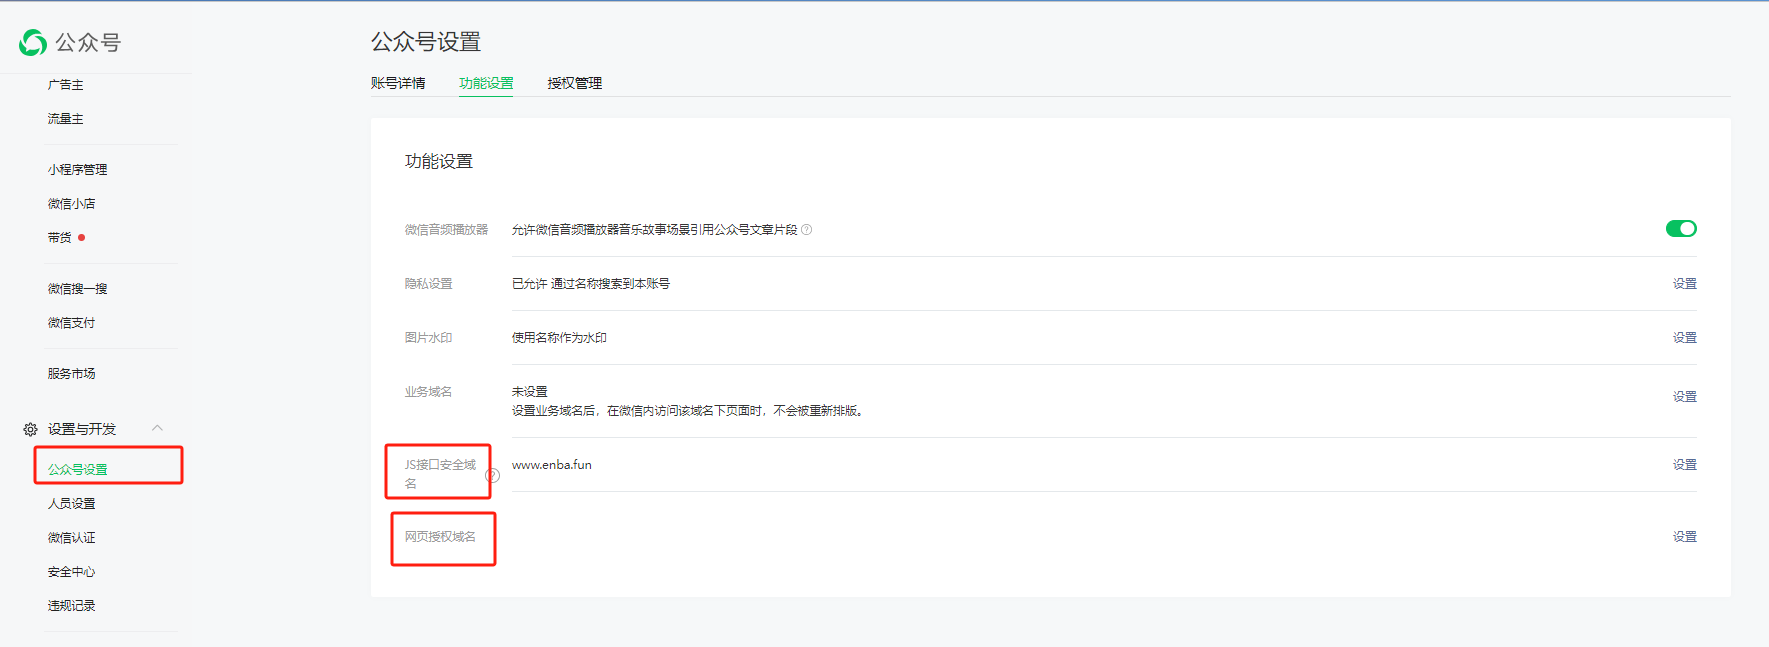 公众号
广告主
流量主
小程序管理
微信小店
带货
微信搜一搜
微信支付
服务市场
设置与开发
公众号设置
人员设置
微信认证
安全中心
违规记录
公众号设置
账号详情 功能设置 授权管理
功能设置
微信音频播放器 允许微信音频播放器音乐故事场景引用公众号文章片段 ?
隐私设置 已允许 通过名称搜索到本账号 设置
图片水印 使用名称作为水印 设置
业务域名 未设置 设置
设置业务域名后，在微信内访问该域名下页面时，不会被重新排版。
JS接口安全域 www.enba.fun 设置
名 ?
网页授权域名 设置